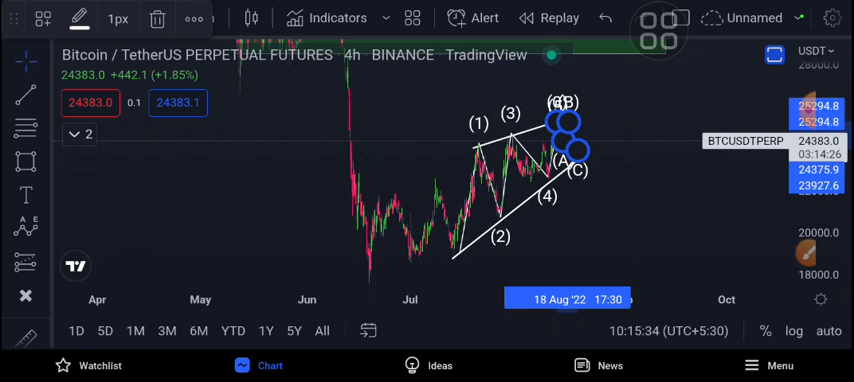 1px
Indicators Alert Replay Unnamed
Bitcoin / TetherUS PERPETUAL FUTURES 4h BINANCE TradingView USDT
28000.0
24383.0 +442.1 (+1.85%)
24383.0 0.1 24383.1
25294.8
25294.8
2
(1) (3) (B)
BTCUSDTPERP 24383.0
03:14:26
(A
(C)
24375.9
23927.6
(4)
(2)
20000.0
18000.0
Apr May Jun Jul 18 Aug '22 17:30 Oct
1D 5D 1M 3M 6M YTD 1Y 5Y All 10:15:34 (UTC+5:30) % log auto
Watchlist Chart Ideas News Menu